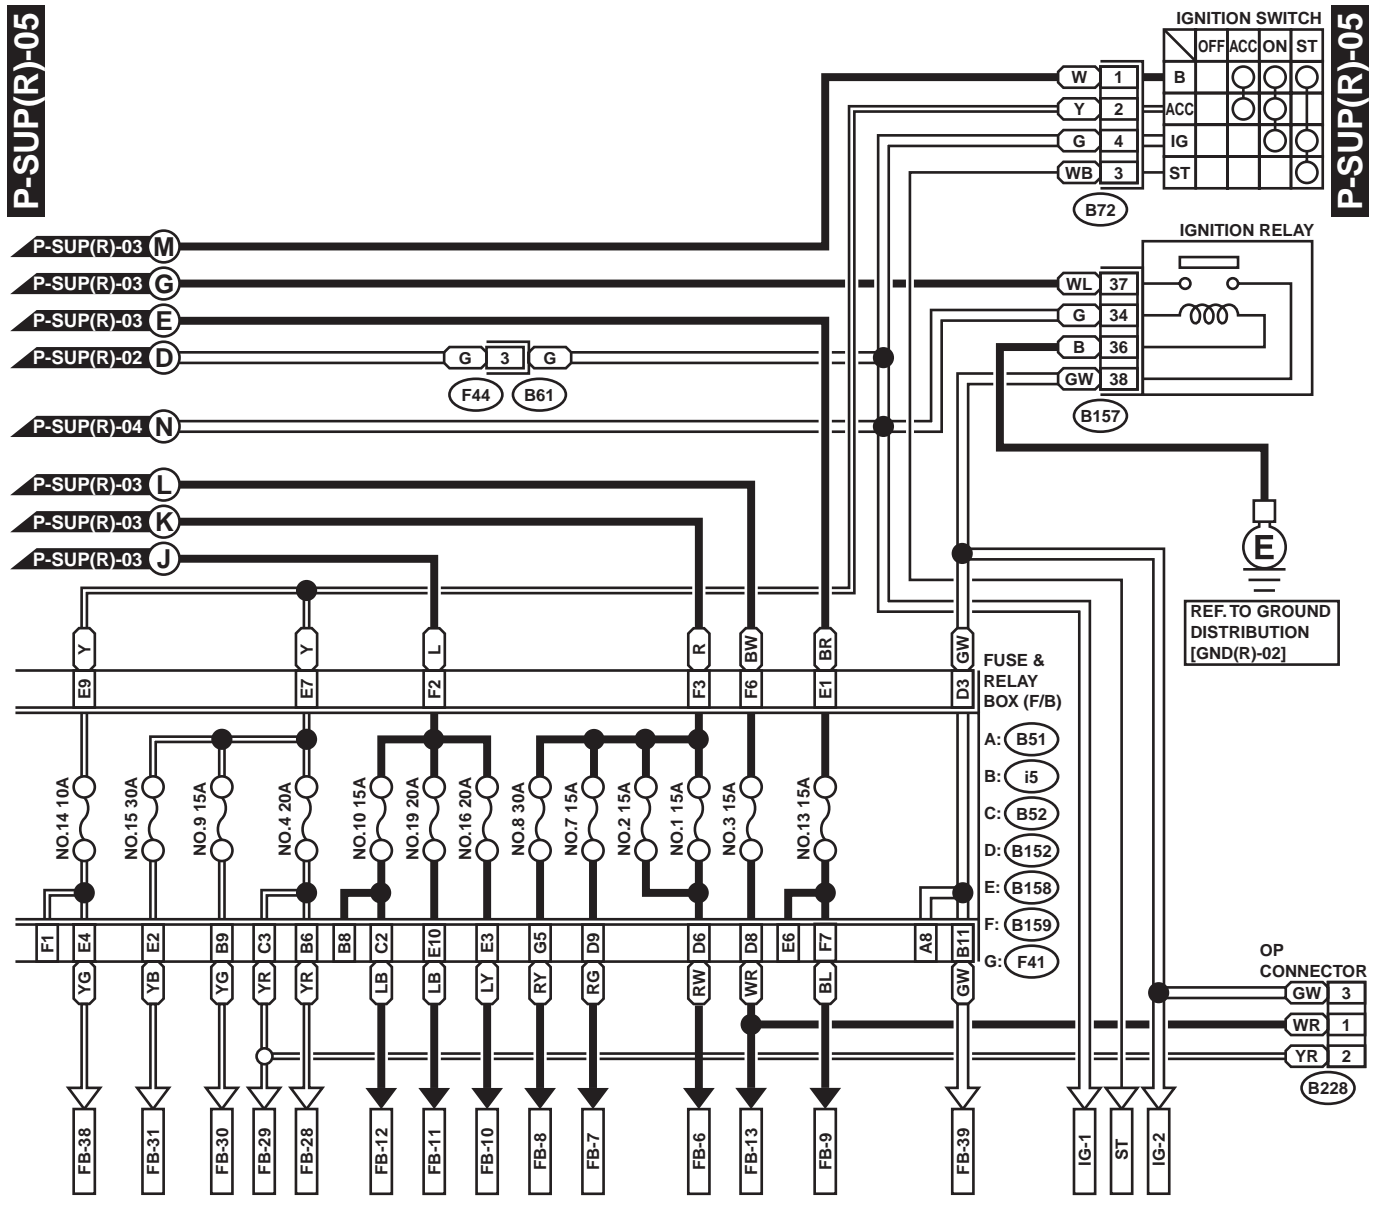 P-SUP(R)-05
IGNITION SWITCH
P-SUP(R)-05
OFF ACC ON ST
W 1 B
Y 2 ACC
G 4 IG
WB 3 ST
B72
P-SUP(R)-03 M
IGNITION RELAY
P-SUP(R)-03 G
WL 37
P-SUP(R)-03 E
G 34
P-SUP(R)-02 D
G 3 G
B 36
F44 B61
GW 38
B157
P-SUP(R)-04 N
P-SUP(R)-03 L
P-SUP(R)-03 K
P-SUP(R)-03 J
E
REF. TO GROUND
DISTRIBUTION
[GND(R)-02]
Y Y L R BW BR GW
E9 E7 F2 F3 F6 E1 D3
FUSE &
RELAY
BOX (F/B)
A: B51
B: i5
C: B52
D: B152
E: B158
F: B159
G: F41
NO.14 10A
NO.15 30A
NO.9 15A
NO.4 20A
NO.10 15A
NO.19 20A
NO.16 20A
NO.8 30A
NO.7 15A
NO.2 15A
NO.1 15A
NO.3 15A
NO.13 15A
F1 E4 E2 B9 C3 B6 B8 C2 E10 E3 G5 D9 D6 D8 E6 F7 A8 B11
YG YB YG YR YR LB LB LY RY RG RW WR BL GW
OP
CONNECTOR
GW 3
WR 1
YR 2
B228
FB-38 FB-31 FB-30 FB-29 FB-28 FB-12 FB-11 FB-10 FB-8 FB-7 FB-6 FB-13 FB-9 FB-39 IG-1 ST IG-2